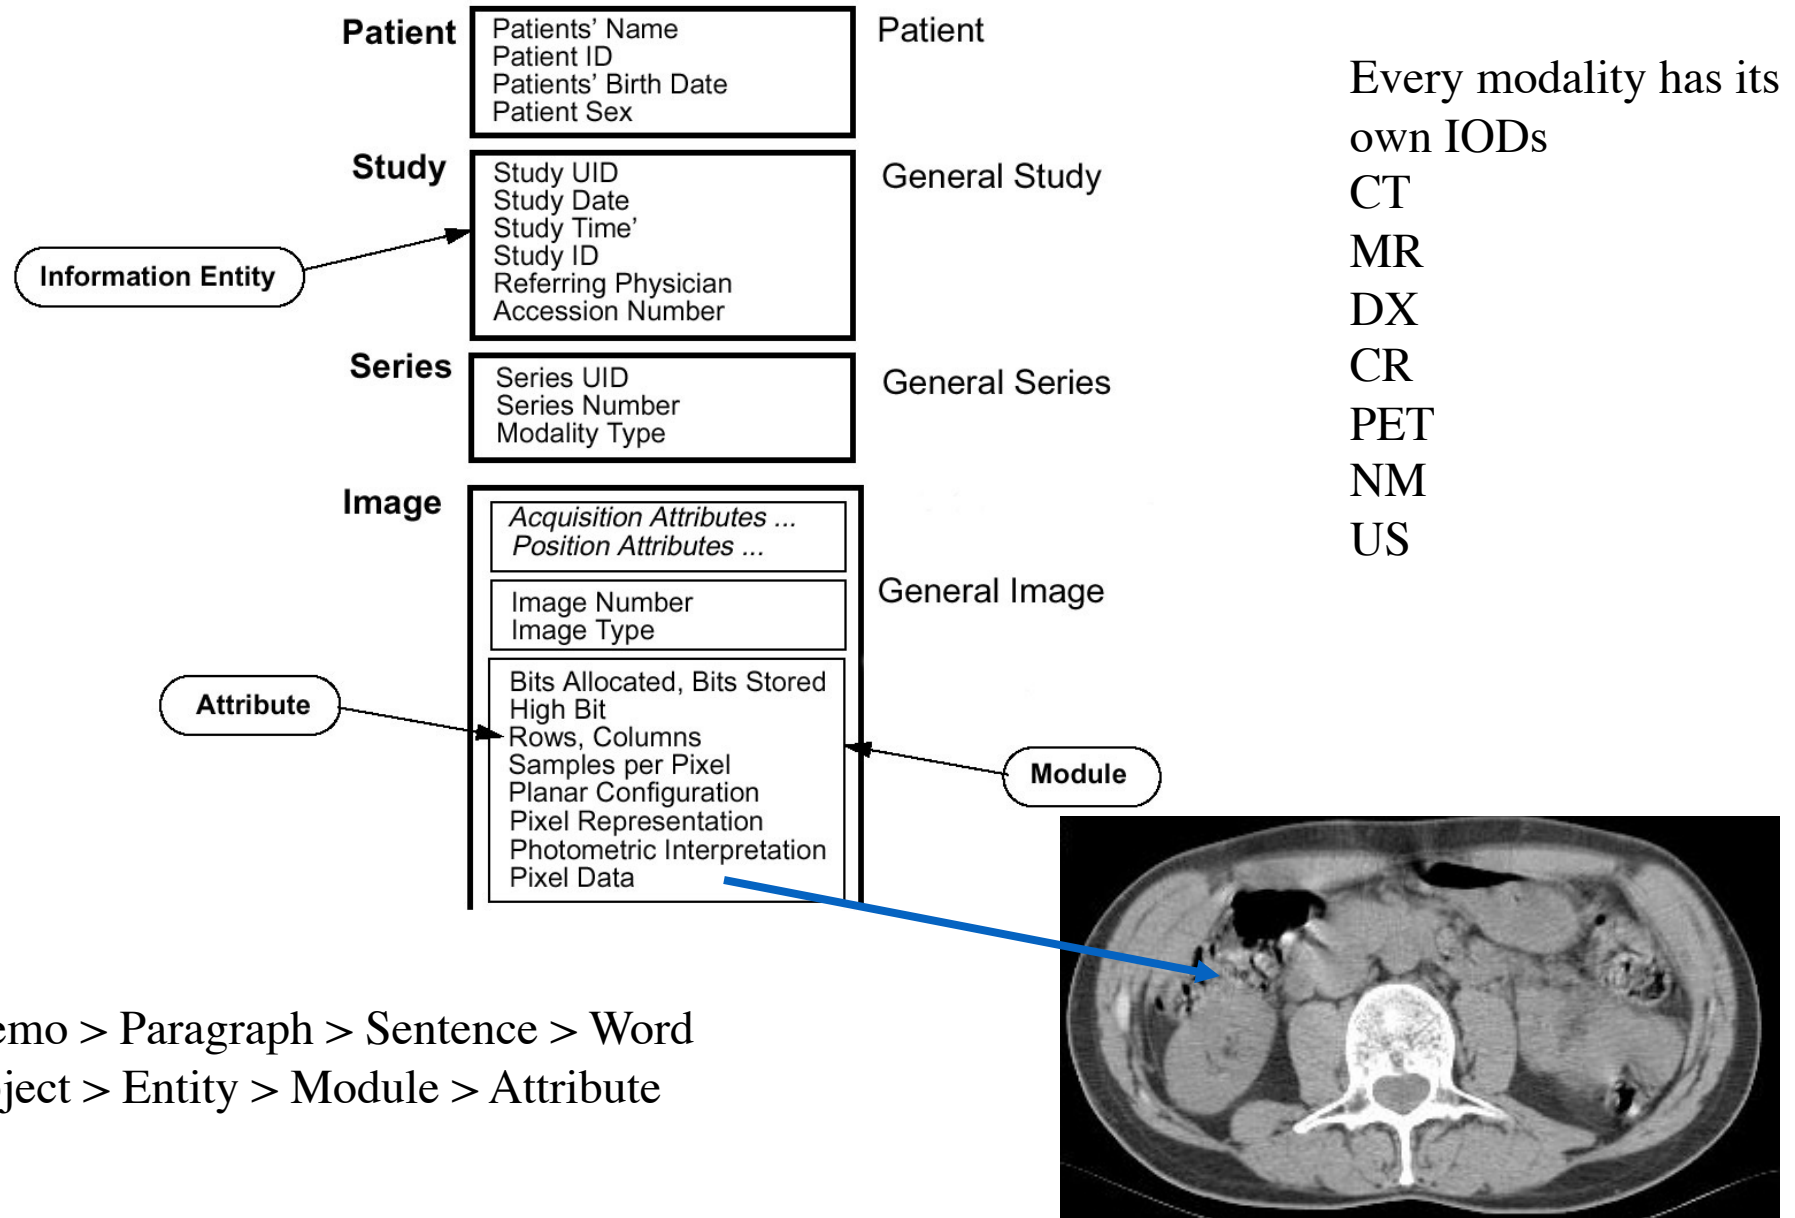 Patient
Patients’ Name
Patient ID
Patients’ Birth Date
Patient Sex
Patient
Study
Study UID
Study Date
Study Time’
Study ID
Referring Physician
Accession Number
General Study
Information Entity
Series
Series UID
Series Number
Modality Type
General Series
Image
Acquisition Attributes ...
Position Attributes ...
Image Number
Image Type
General Image
Bits Allocated, Bits Stored
High Bit
Rows, Columns
Samples per Pixel
Planar Configuration
Pixel Representation
Photometric Interpretation
Pixel Data
Attribute
Module
Every modality has its
own IODs
CT
MR
DX
CR
PET
NM
US
emo > Paragraph > Sentence > Word
ject > Entity > Module > Attribute